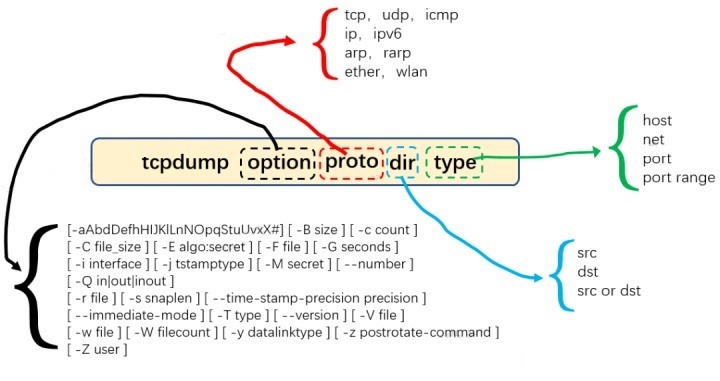 tcp，udp，icmp
ip，ipv6
arp，rarp
ether，wlan
host
net
port
port range
tcpdump option proto dir type
[-aAbdDefhHIJKlLnNOpqStuUvxX#] [ -B size ] [ -c count ]
[ -C file_size ] [ -E algo:secret ] [ -F file ] [ -G seconds ]
[ -i interface ] [ -j tstamptype ] [ -M secret ] [ --number ]
[ -Q in|out|inout ]
[ -r file ] [ -s snaplen ] [ --time-stamp-precision precision ]
[ --immediate-mode ] [ -T type ] [ --version ] [ -V file ]
[ -w file ] [ -W filecount ] [ -y datalinktype ] [ -z postrotate-command ]
[ -Z user ]
src
dst
src or dst